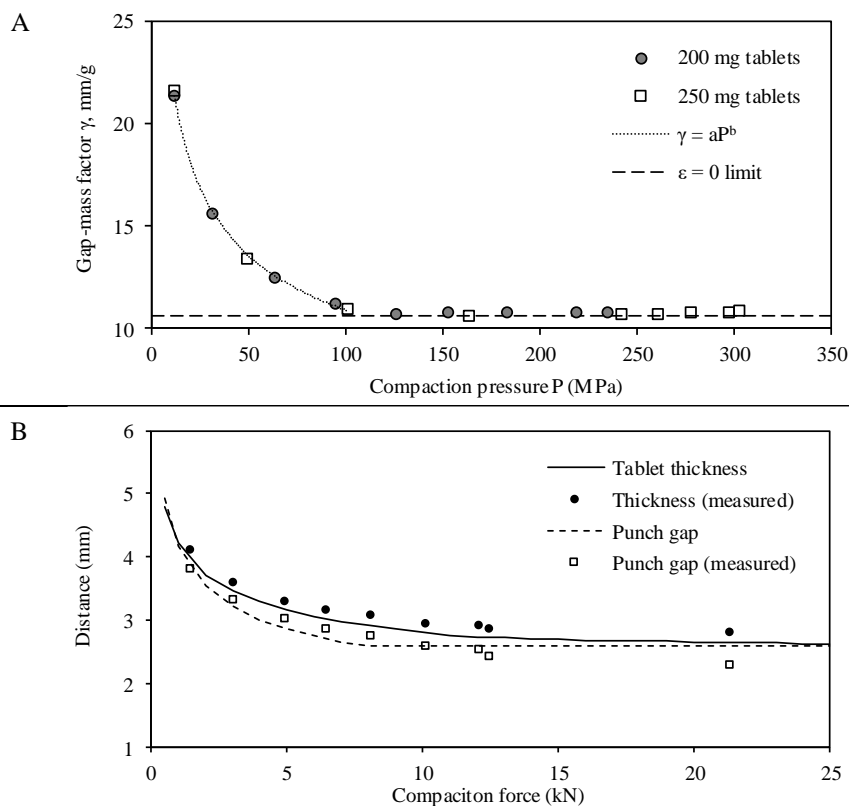 A
Gap-mass factor γ, mm/g
25
20
15
10
0
50
100
150
200
250
300
350
Compaction pressure P (MPa)
200 mg tablets
250 mg tablets
γ = aPᵇ
ε = 0 limit
B
Distance (mm)
6
5
4
3
2
1
0
5
10
15
20
25
Compaciton force (kN)
Tablet thickness
Thickness (measured)
Punch gap
Punch gap (measured)